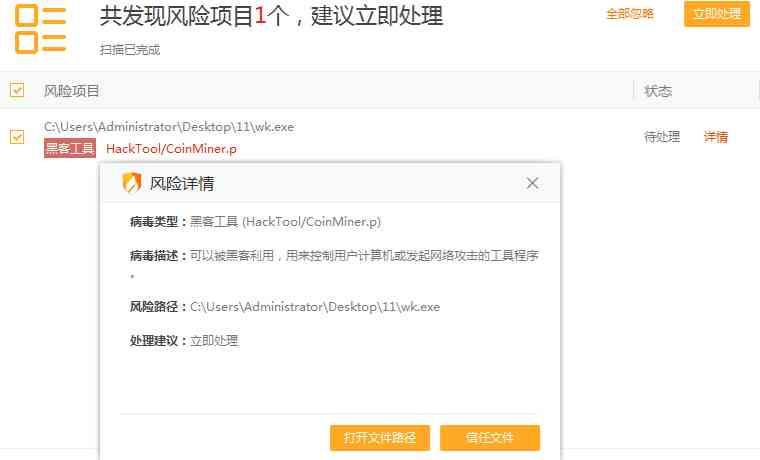 共发现风险项目1个，建议立即处理
全部忽略
立即处理
扫描已完成
风险项目
状态
C:\Users\Administrator\Desktop\11\wk.exe
黑客工具 HackTool/CoinMiner.p
待处理
详情
风险详情
病毒类型：黑客工具 (HackTool/CoinMiner.p)
病毒描述：可以被黑客利用，用来控制用户计算机或发起网络攻击的工具程序
。
风险路径：C:\Users\Administrator\Desktop\11\wk.exe
处理建议：立即处理
打开文件路径
信任文件